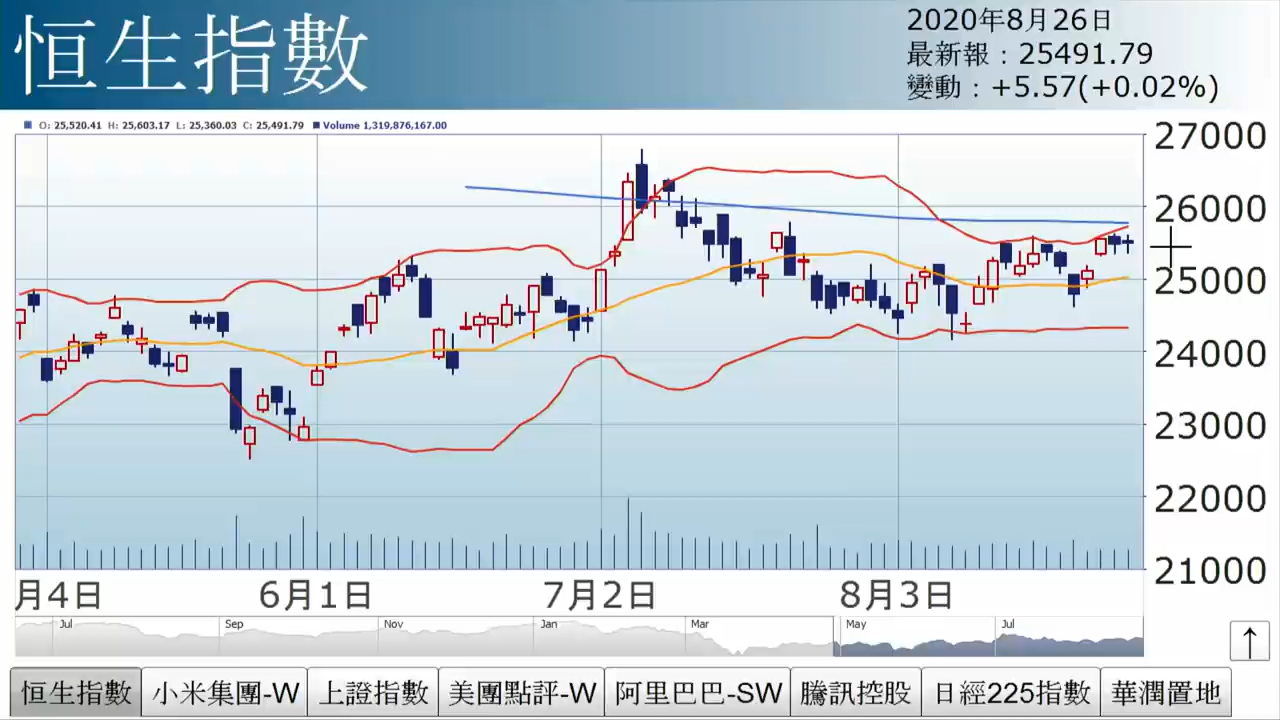 恒生指數
2020年8月26日
最新報：25491.79
變動：+5.57(+0.02%)
O: 25,520.41 H: 25,603.17 L: 25,360.03 C: 25,491.79 Volume 1,319,876,167.00
27000
26000
25000
24000
23000
22000
21000
月4日 6月1日 7月2日 8月3日
Jul Sep Nov Jan Mar May Jul
↑
恒生指數 小米集團-W 上證指數 美團點評-W 阿里巴巴-SW 騰訊控股 日經225指數 華潤置地